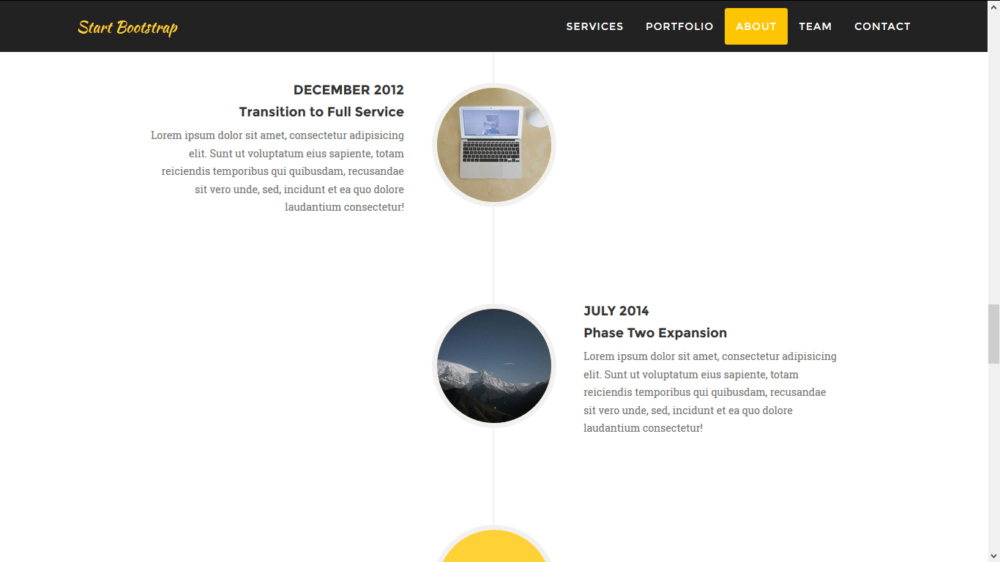 Start Bootstrap
SERVICES PORTFOLIO ABOUT TEAM CONTACT
DECEMBER 2012
Transition to Full Service
Lorem ipsum dolor sit amet, consectetur adipisicing
elit. Sunt ut voluptatum eius sapiente, totam
reiciendis temporibus qui quibusdam, recusandae
sit vero unde, sed, incidunt et ea quo dolore
laudantium consectetur!
JULY 2014
Phase Two Expansion
Lorem ipsum dolor sit amet, consectetur adipisicing
elit. Sunt ut voluptatum eius sapiente, totam
reiciendis temporibus qui quibusdam, recusandae
sit vero unde, sed, incidunt et ea quo dolore
laudantium consectetur!